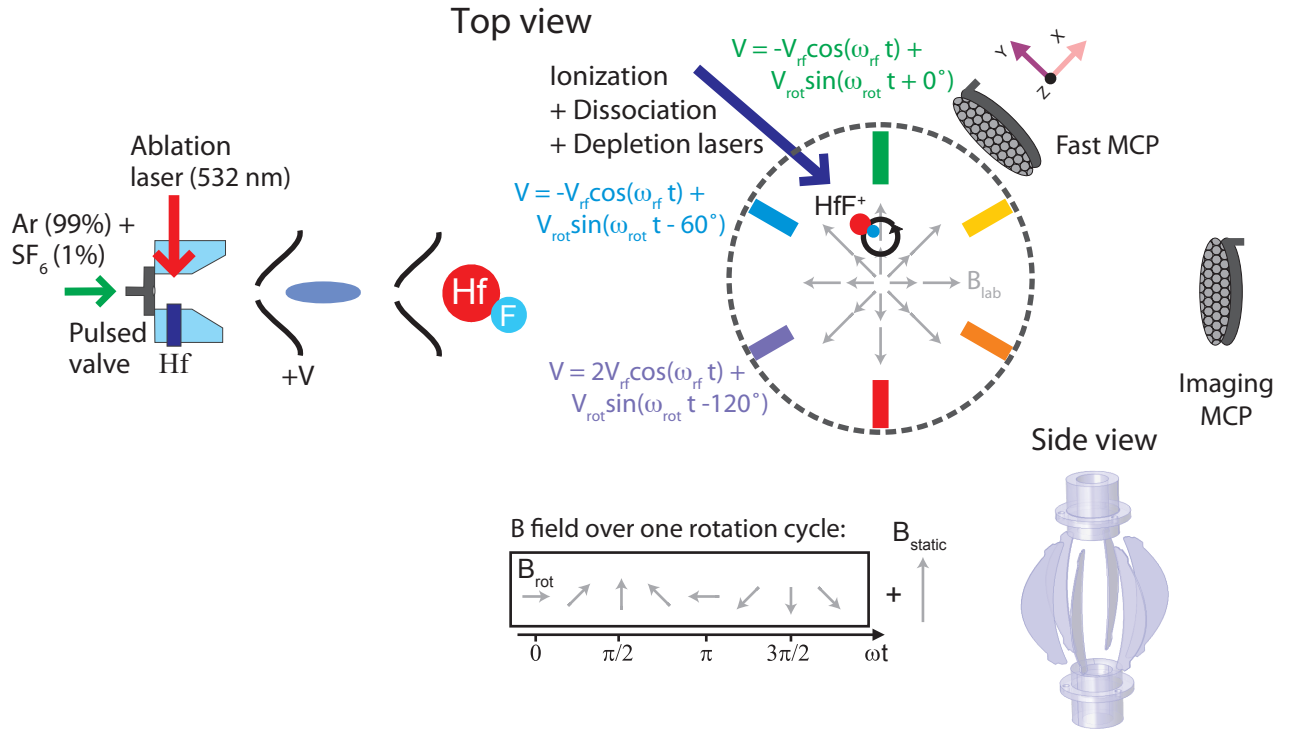 Top view
V = -V_rf cos(ω_rf t) +
V_rot sin(ω_rot t + 0°)
Ionization
+ Dissociation
+ Depletion lasers
Y
X
Z
Fast MCP
Ablation
laser (532 nm)
Ar (99%) +
SF_6 (1%)
Pulsed
valve
Hf
+V
Hf
F
V = -V_rf cos(ω_rf t) +
V_rot sin(ω_rot t - 60°)
HfF⁺
B_lab
V = 2V_rf cos(ω_rf t) +
V_rot sin(ω_rot t -120°)
Imaging
MCP
Side view
B field over one rotation cycle:
B_rot
+
B_static
0 π/2 π 3π/2 ωt